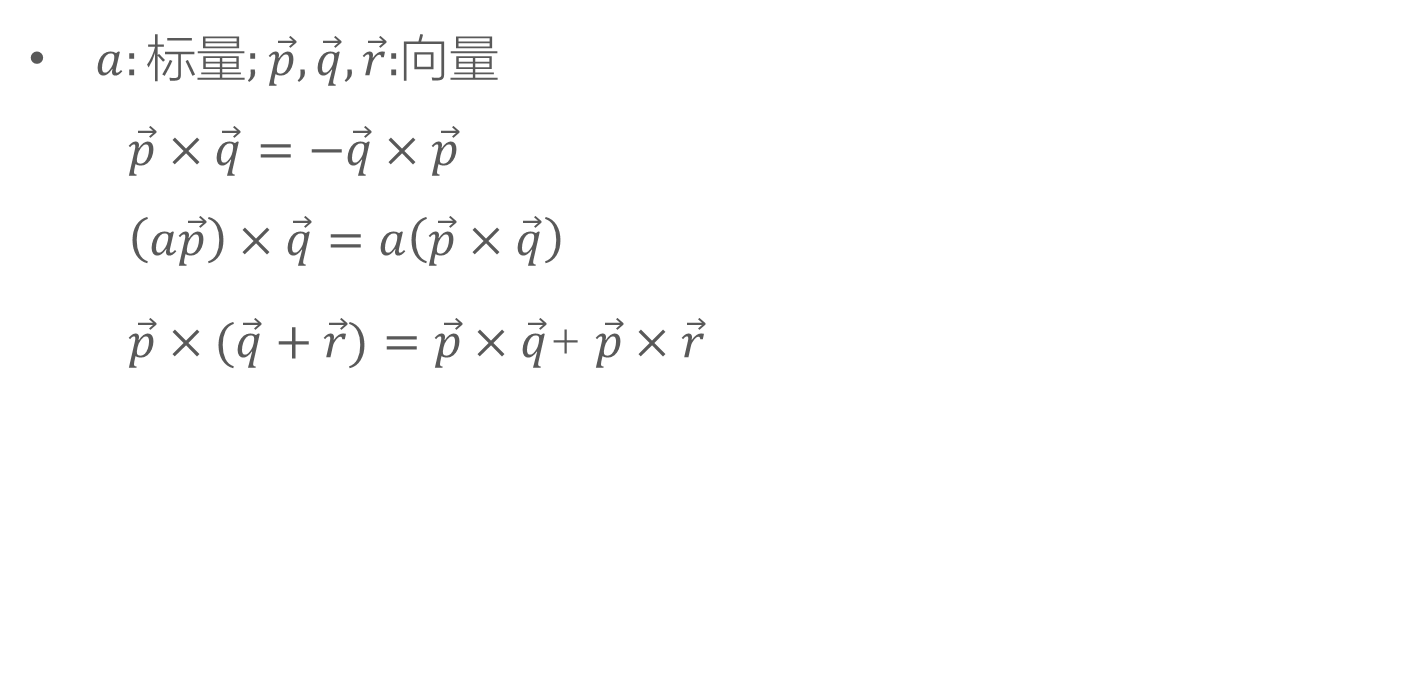 • a: 标量; p⃗, q⃗, r⃗:向量
p⃗ × q⃗ = −q⃗ × p⃗
(ap⃗) × q⃗ = a(p⃗ × q⃗)
p⃗ × (q⃗ + r⃗) = p⃗ × q⃗+ p⃗ × r⃗